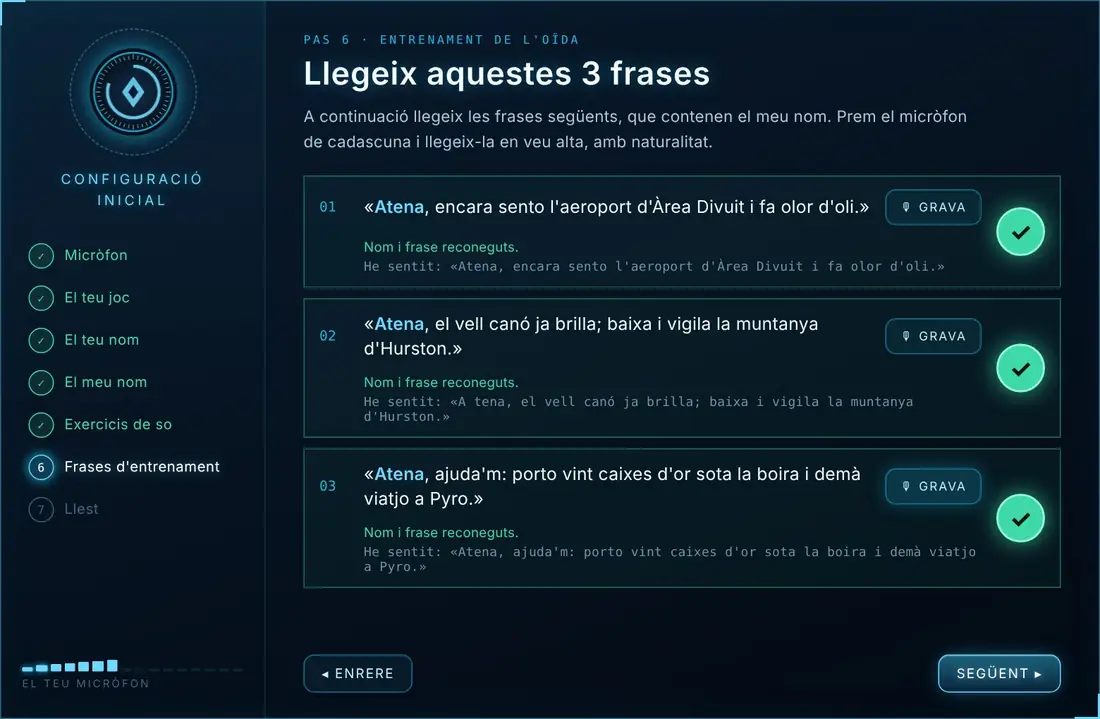 CONFIGURACIÓ
INICIAL
✓ Micròfon
✓ El teu joc
✓ El teu nom
✓ El meu nom
✓ Exercicis de so
6 Frases d'entrenament
7 Llest
EL TEU MICRÒFON
PAS 6 · ENTRENAMENT DE L'OÏDA
Llegeix aquestes 3 frases
A continuació llegeix les frases següents, que contenen el meu nom. Prem el micròfon
de cadascuna i llegeix-la en veu alta, amb naturalitat.
01 «Atena, encara sento l'aeroport d'Àrea Divuit i fa olor d'oli.» GRAVA
Nom i frase reconeguts.
He sentit: «Atena, encara sento l'aeroport d'Àrea Divuit i fa olor d'oli.»
02 «Atena, el vell canó ja brilla; baixa i vigila la muntanya
d'Hurston.»
GRAVA
Nom i frase reconeguts.
He sentit: «A tena, el vell canó ja brilla; baixa i vigila la muntanya
d'Hurston.»
03 «Atena, ajuda'm: porto vint caixes d'or sota la boira i demà
viatjo a Pyro.»
GRAVA
Nom i frase reconeguts.
He sentit: «Atena, ajuda'm: porto vint caixes d'or sota la boira i demà viatjo
a Pyro.»
◂ ENRERE
SEGÜENT ▸